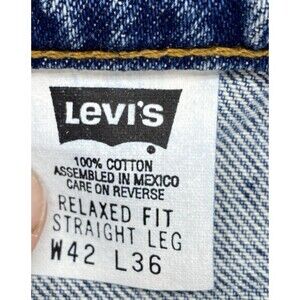 Levi's
100% COTTON
ASSEMBLED IN MEXICO
CARE ON REVERSE
RELAXED FIT
STRAIGHT LEG
W42 L36